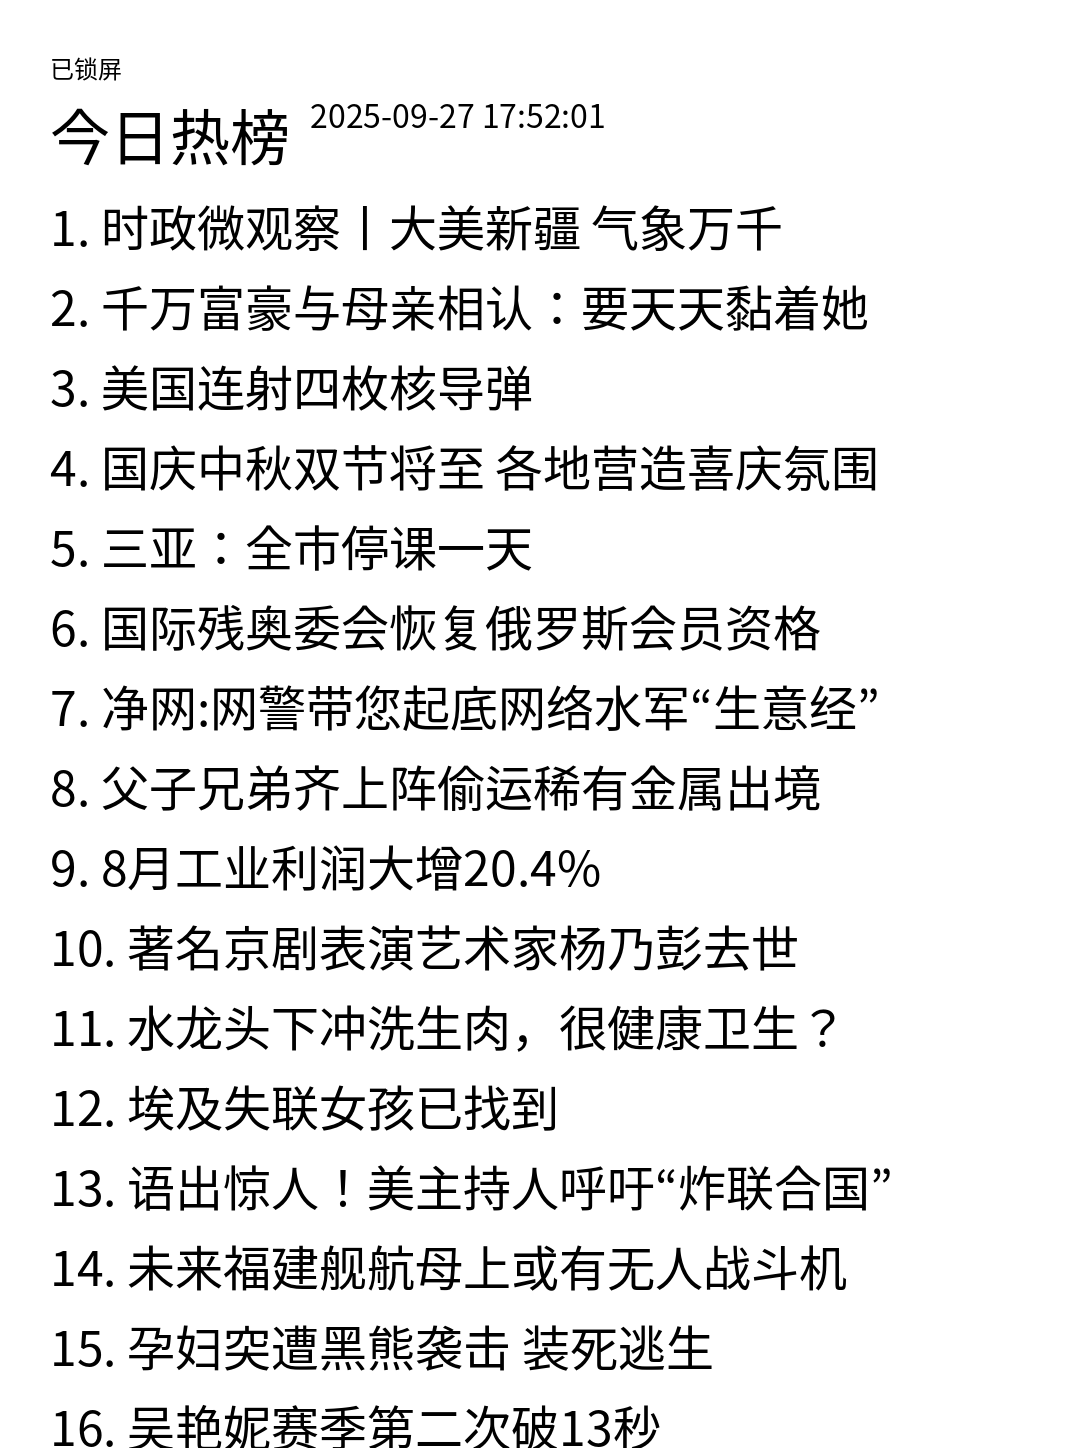 已锁屏
今日热榜 2025-09-27 17:52:01
1. 时政微观察丨大美新疆 气象万千
2. 千万富豪与母亲相认：要天天黏着她
3. 美国连射四枚核导弹
4. 国庆中秋双节将至 各地营造喜庆氛围
5. 三亚：全市停课一天
6. 国际残奥委会恢复俄罗斯会员资格
7. 净网:网警带您起底网络水军“生意经”
8. 父子兄弟齐上阵偷运稀有金属出境
9. 8月工业利润大增20.4%
10. 著名京剧表演艺术家杨乃彭去世
11. 水龙头下冲洗生肉，很健康卫生？
12. 埃及失联女孩已找到
13. 语出惊人！美主持人呼吁“炸联合国”
14. 未来福建舰航母上或有无人战斗机
15. 孕妇突遭黑熊袭击 装死逃生
16. 吴艳妮赛季第二次破13秒